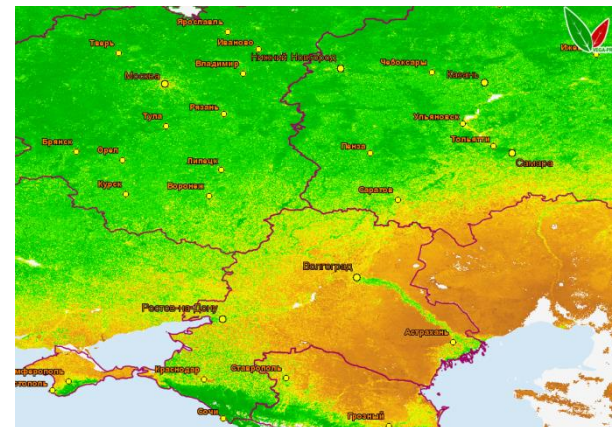 Ярославль
Тверь
Иваново
Нижний Новгород
Владимир
Москва
Чебоксары
Казань
Рязань
Тула
Ульяновск
Тольятти
Самара
Брянск
Орел
Пенза
Липецк
Курск
Воронеж
Саратов
Волгоград
Ростов-на-Дону
Астрахань
Краснодар
Ставрополь
Сочи
Грозный